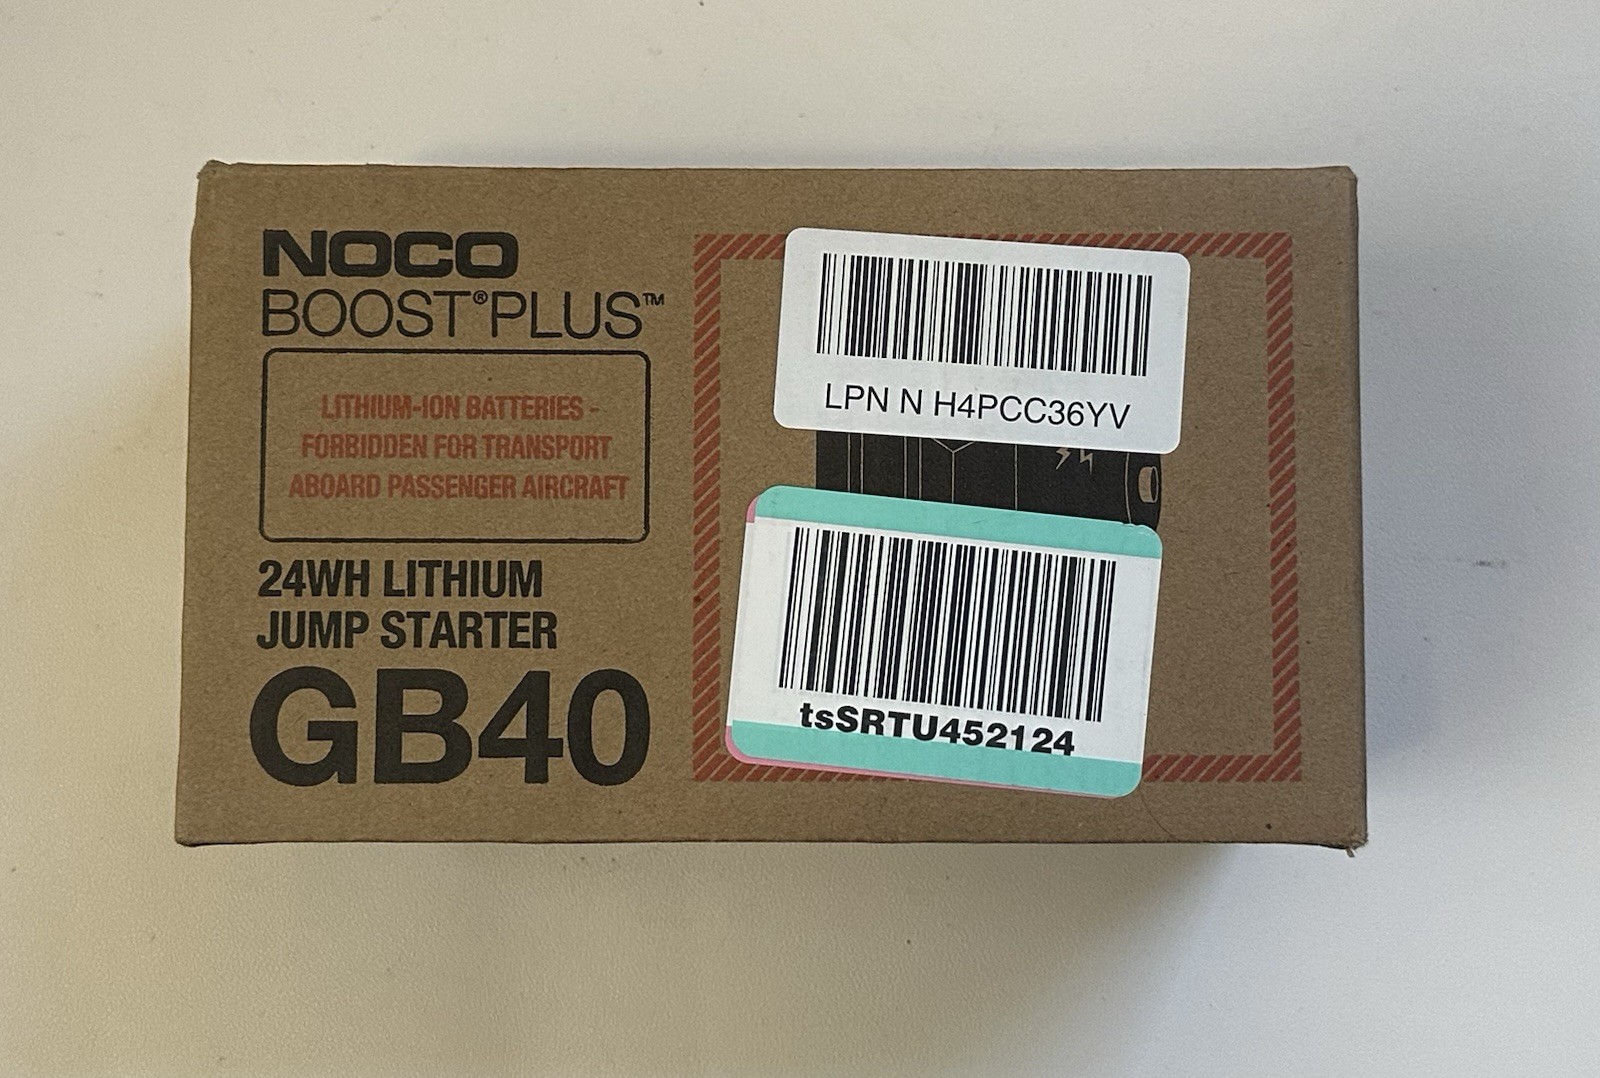 NOCO
BOOST®PLUS™
LITHIUM-ION BATTERIES -
FORBIDDEN FOR TRANSPORT
ABOARD PASSENGER AIRCRAFT
24WH LITHIUM
JUMP STARTER
GB40
LPN N H4PCC36YV
tsSRTU452124